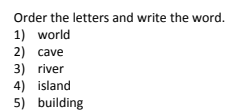 Order the letters and write the word.
1) world
2) cave
3) river
4) island
5) building